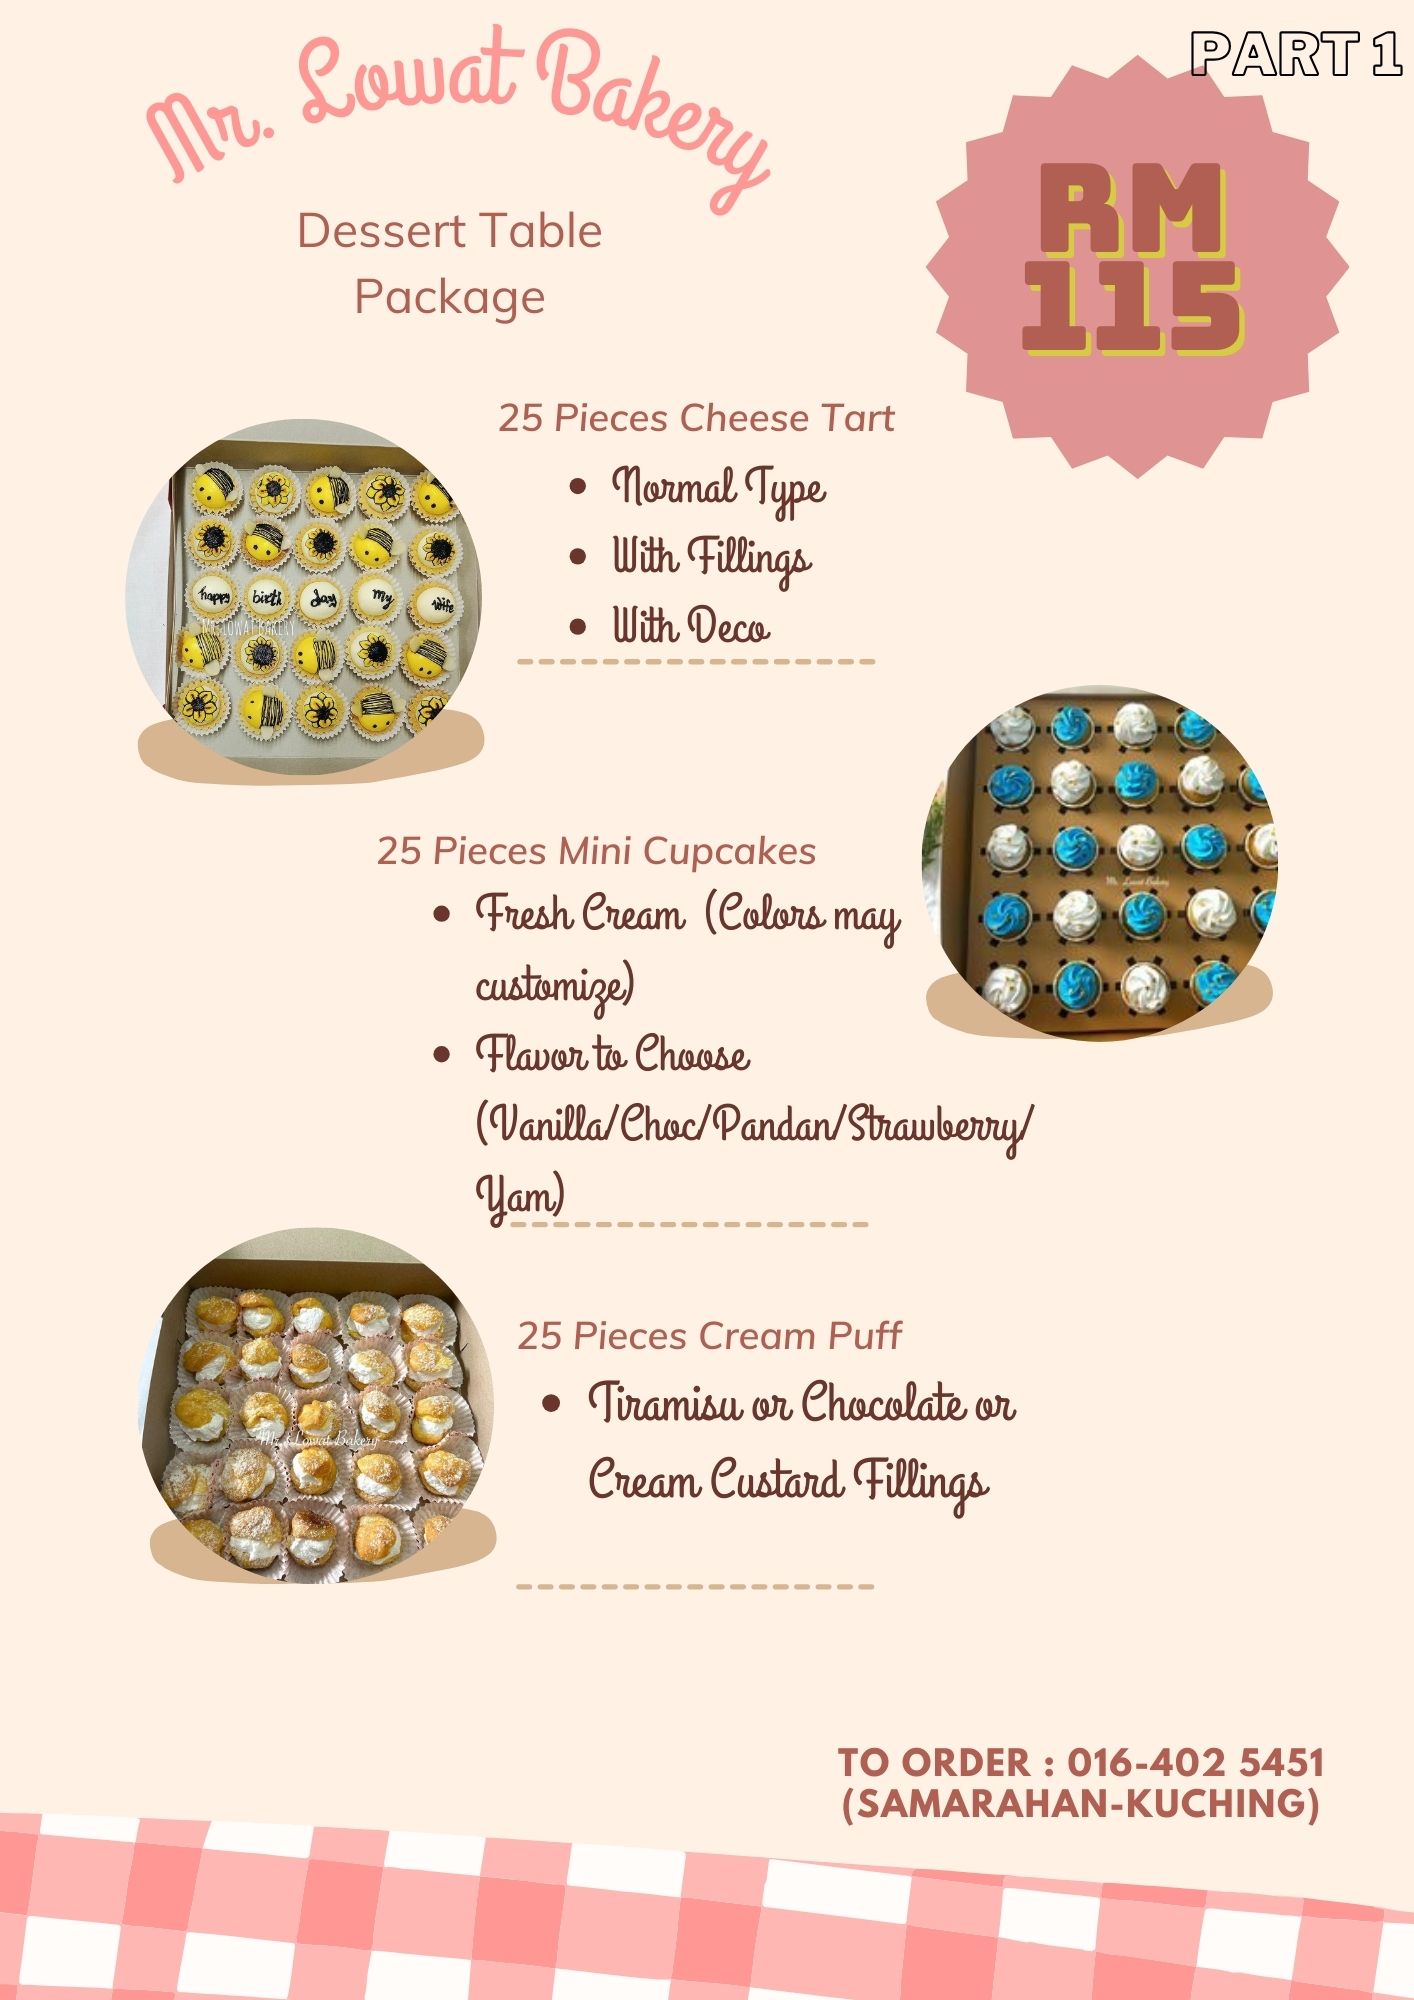 PART 1
Mr. Lowat Bakery
RM
115
Dessert Table
Package
25 Pieces Cheese Tart
• Normal Type
• With Fillings
• With Deco
happy birth day My Wife
Mr. Lowat Bakery
25 Pieces Mini Cupcakes
• Fresh Cream (Colors may
customize)
• Flavor to Choose
(Vanilla/Choc/Pandan/Strawberry/
Yam)
Mr. Lowat Bakery
25 Pieces Cream Puff
• Tiramisu or Chocolate or
Cream Custard Fillings
Mr.'s Lowat Bakery
TO ORDER : 016-402 5451
(SAMARAHAN-KUCHING)